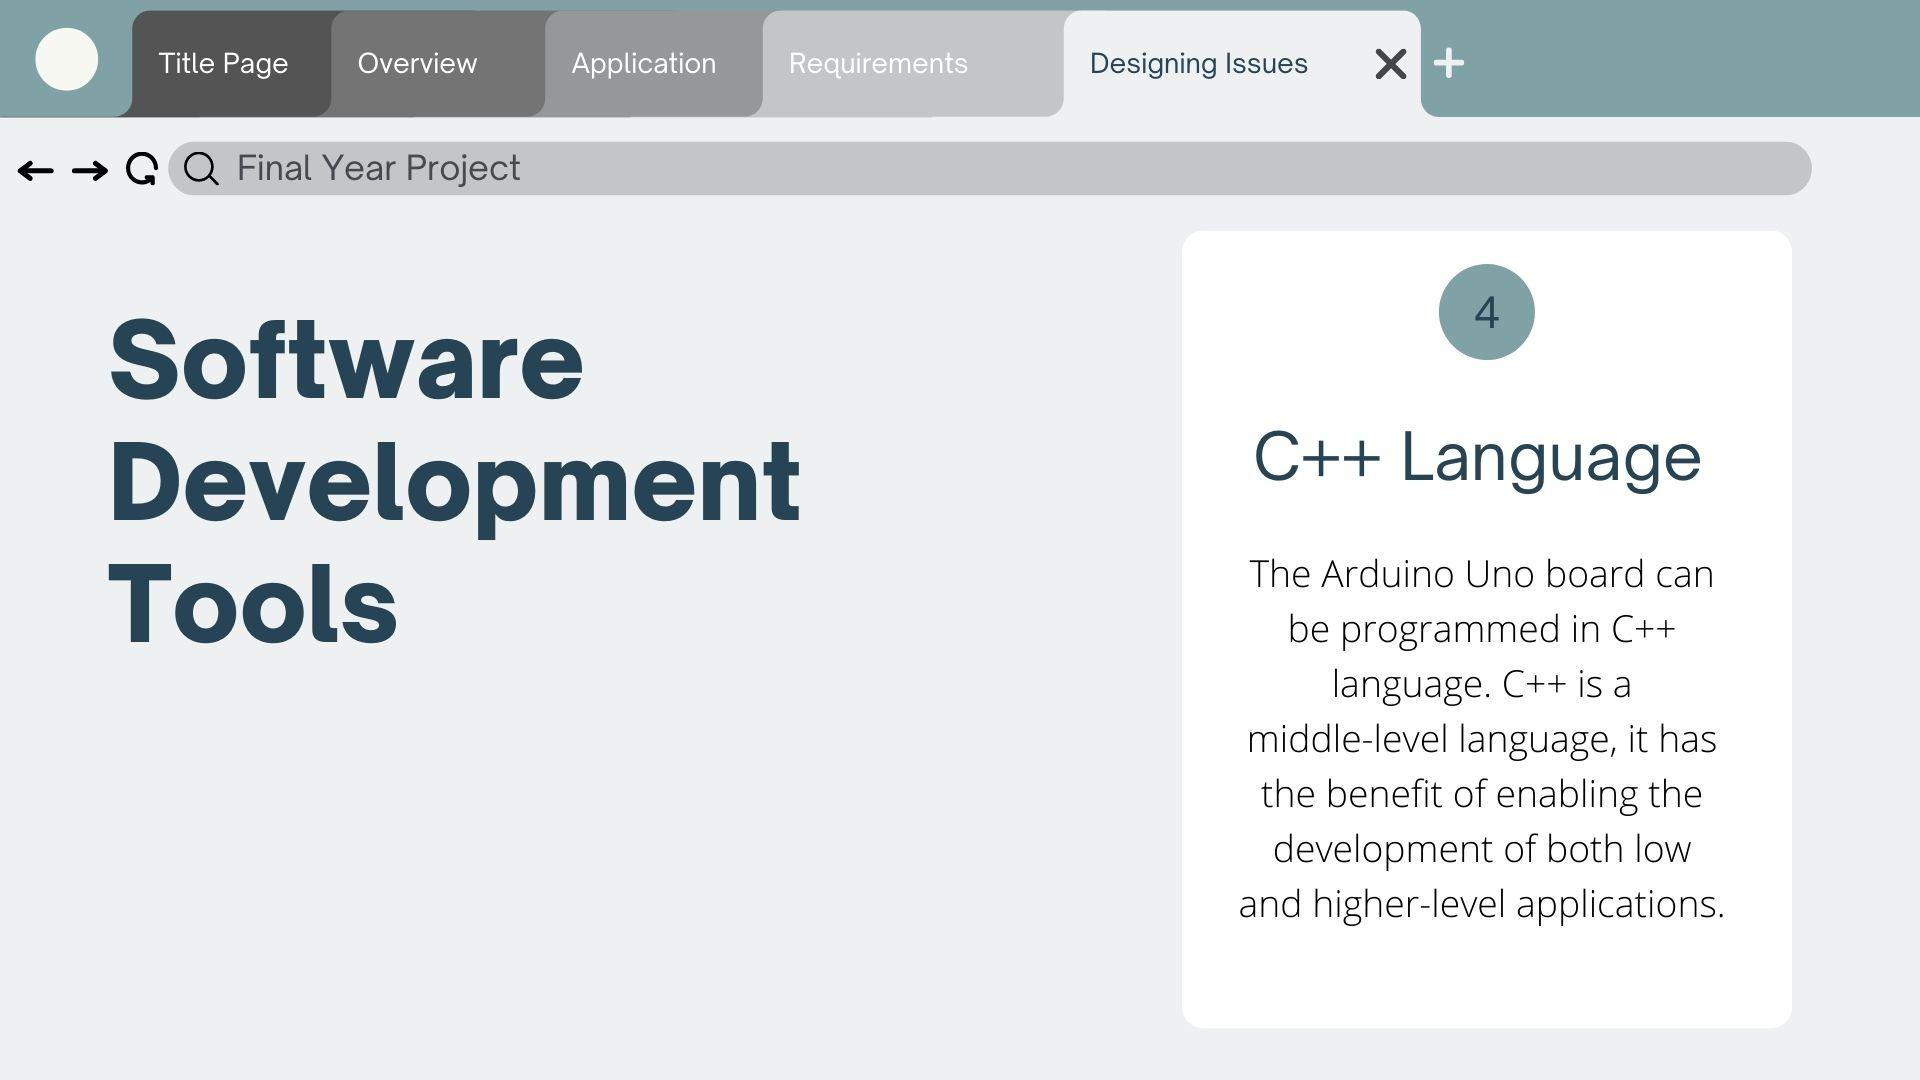 Title Page
Overview
Application
Requirements
Designing Issues
Final Year Project
Software
Development
Tools
4
C++ Language
The Arduino Uno board can
be programmed in C++
language. C++ is a
middle-level language, it has
the benefit of enabling the
development of both low
and higher-level applications.